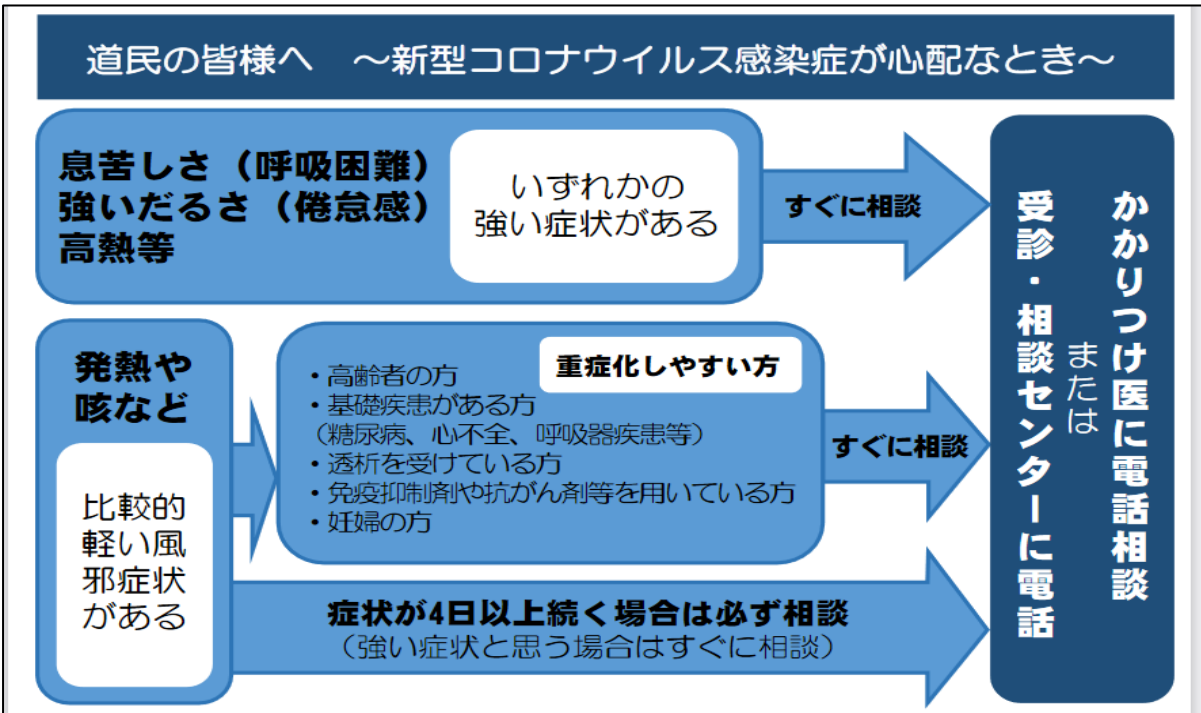 道民の皆様へ　～新型コロナウイルス感染症が心配なとき～
息苦しさ（呼吸困難）
強いだるさ（倦怠感）
高熱等
いずれかの
強い症状がある
すぐに相談
発熱や
咳など
比較的
軽い風
邪症状
がある
重症化しやすい方
・高齢者の方
・基礎疾患がある方
（糖尿病、心不全、呼吸器疾患等）
・透析を受けている方
・免疫抑制剤や抗がん剤等を用いている方
・妊婦の方
すぐに相談
症状が4日以上続く場合は必ず相談
（強い症状と思う場合はすぐに相談）
かかりつけ医に電話相談
または
受診・相談センターに電話